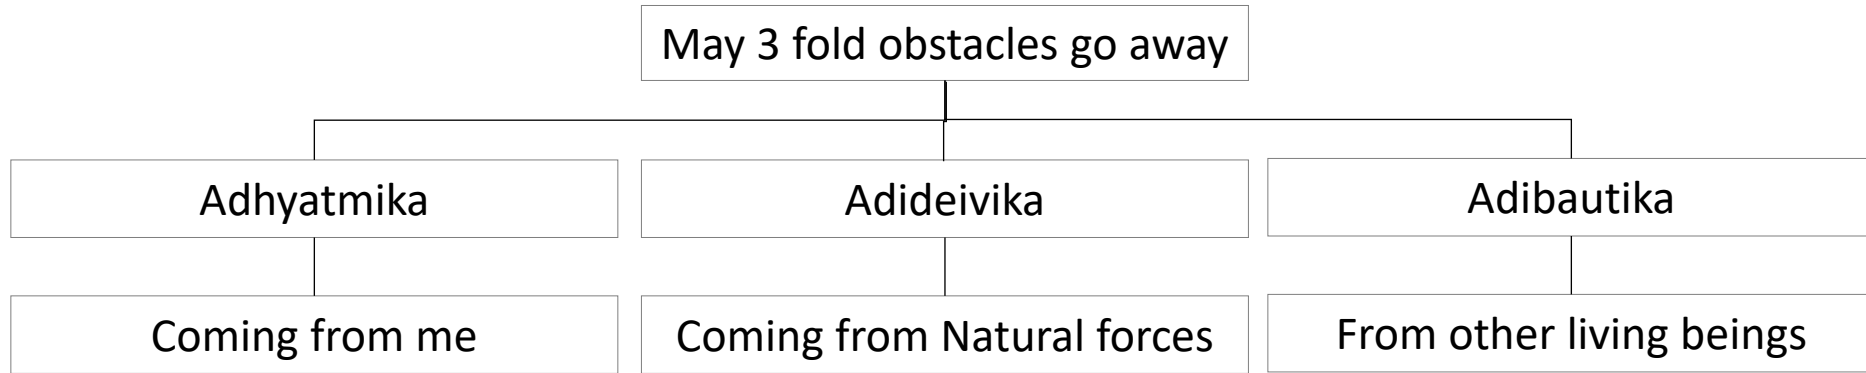 May 3 fold obstacles go away
Adhyatmika
Adideivika
Adibautika
Coming from me
Coming from Natural forces
From other living beings